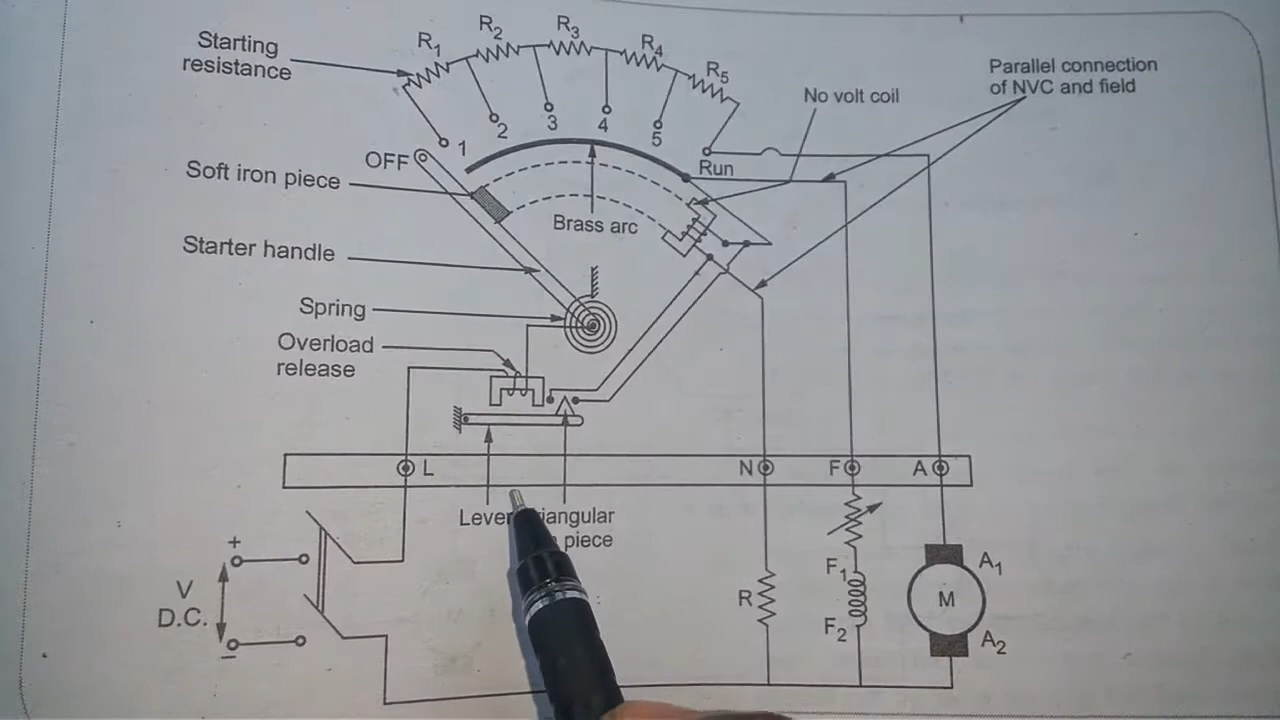 Starting
resistance
R1
R2
R3
R4
R5
No volt coil
Parallel connection
of NVC and field
OFF
1
2
3
4
5
Run
Soft iron piece
Brass arc
Starter handle
Spring
Overload
release
L
N
F
A
Lever
piece
+
V
D.C.
–
R
F1
F2
M
A1
A2